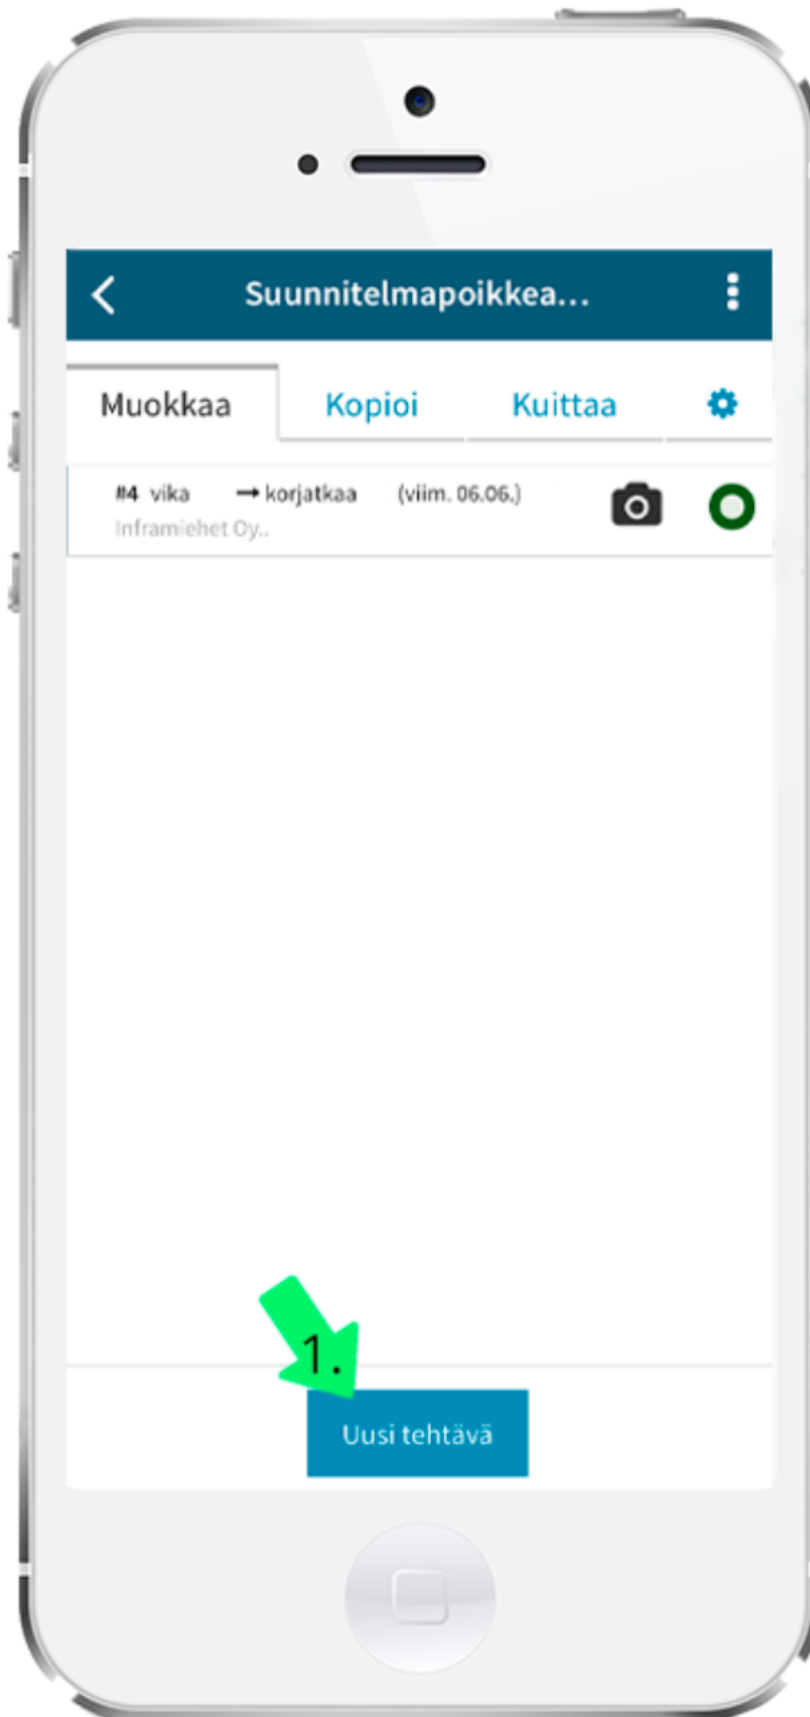 Suunnitelmapoikkea...
Muokkaa Kopioi Kuittaa
#4 vika → korjatkaa (viim. 06.06.)
Inframiehet Oy..
1.
Uusi tehtävä